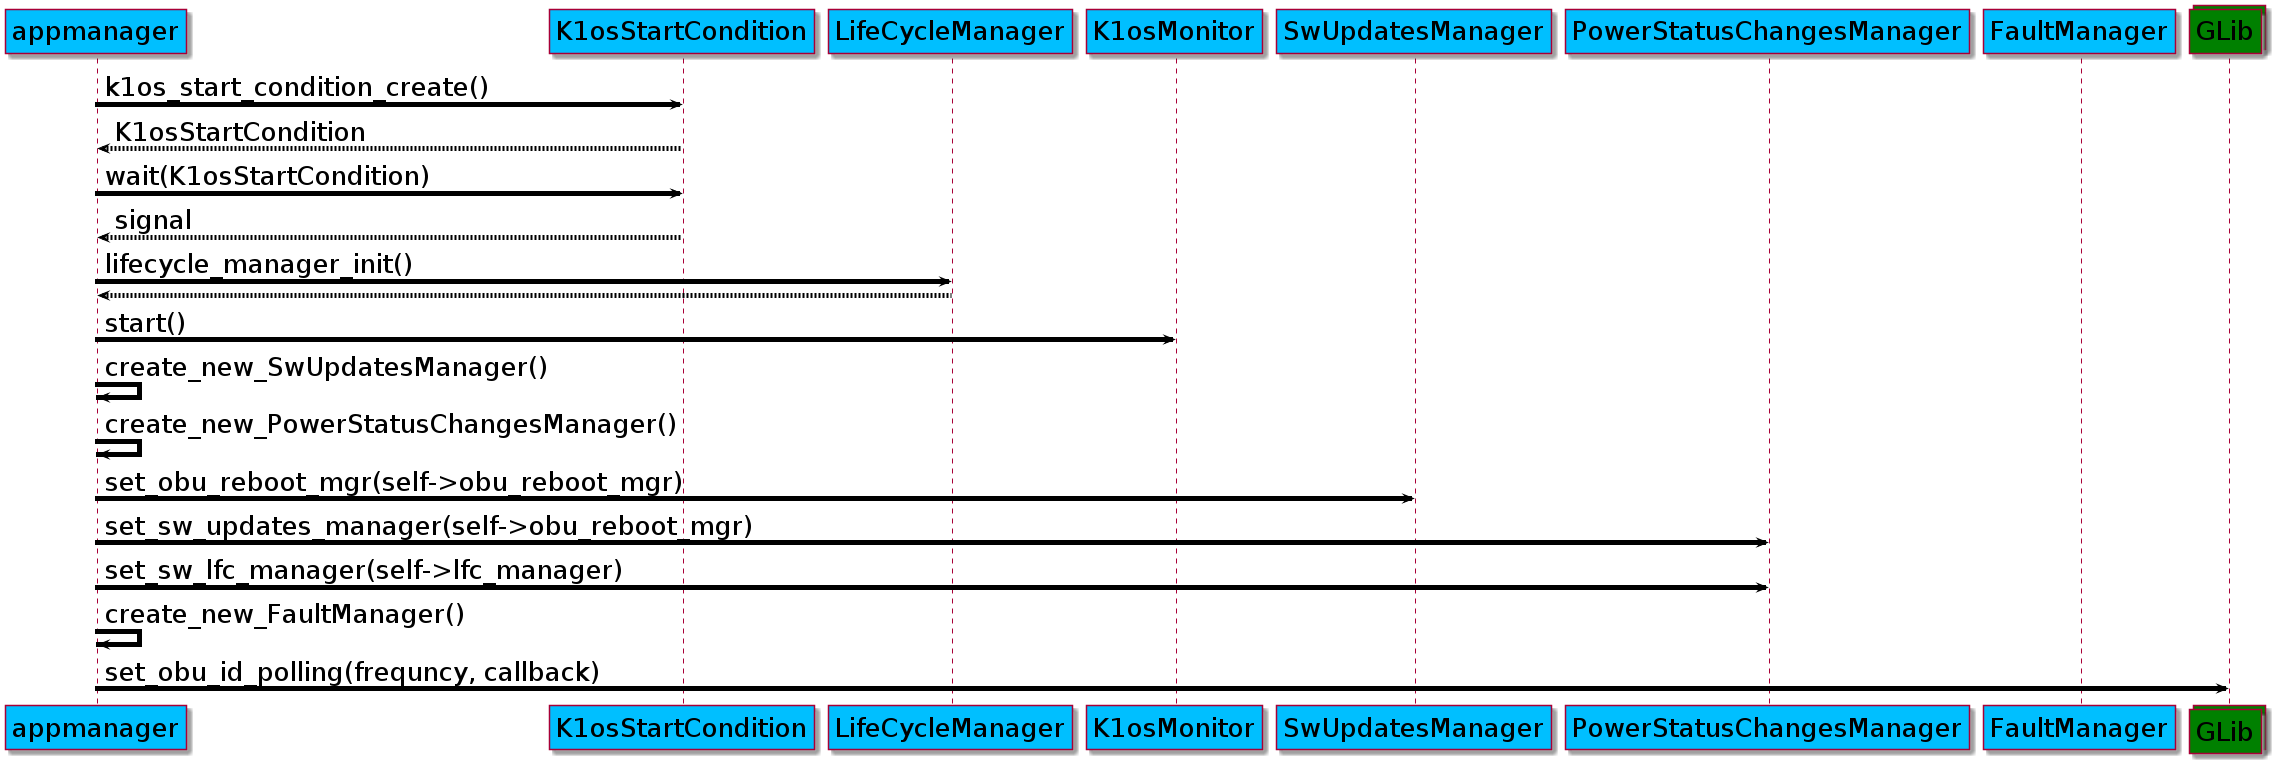 appmanager K1osStartCondition LifeCycleManager K1osMonitor SwUpdatesManager PowerStatusChangesManager FaultManager GLib
k1os_start_condition_create()
K1osStartCondition
wait(K1osStartCondition)
signal
lifecycle_manager_init()
start()
create_new_SwUpdatesManager()
create_new_PowerStatusChangesManager()
set_obu_reboot_mgr(self->obu_reboot_mgr)
set_sw_updates_manager(self->obu_reboot_mgr)
set_sw_lfc_manager(self->lfc_manager)
create_new_FaultManager()
set_obu_id_polling(frequncy, callback)
appmanager K1osStartCondition LifeCycleManager K1osMonitor SwUpdatesManager PowerStatusChangesManager FaultManager GLib